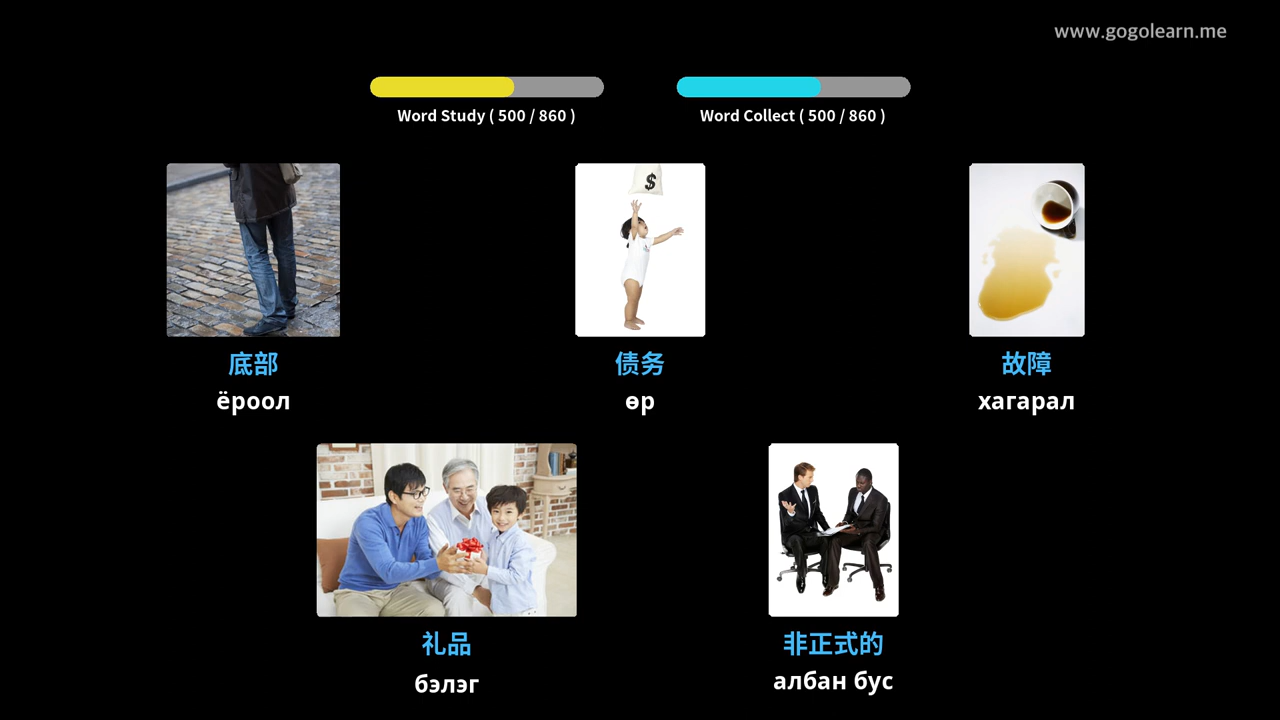 www.gogolearn.me
Word Study ( 500 / 860 )
Word Collect ( 500 / 860 )
$
底部
ёроол
债务
өр
故障
хагарал
礼品
бэлэг
非正式的
албан бус